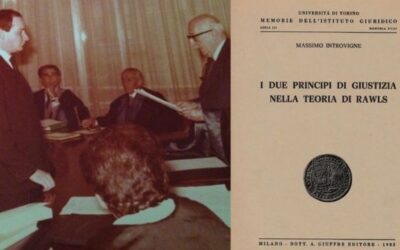 UNIVERSITÀ DI TORINO
MEMORIE DELL'ISTITUTO GIURIDICO
MASSIMO INTROVIGNE
I DUE PRINCIPI DI GIUSTIZIA
NELLA TEORIA DI RAWLS
MILANO - DOTT. A. GIUFFRÈ EDITORE - 1983